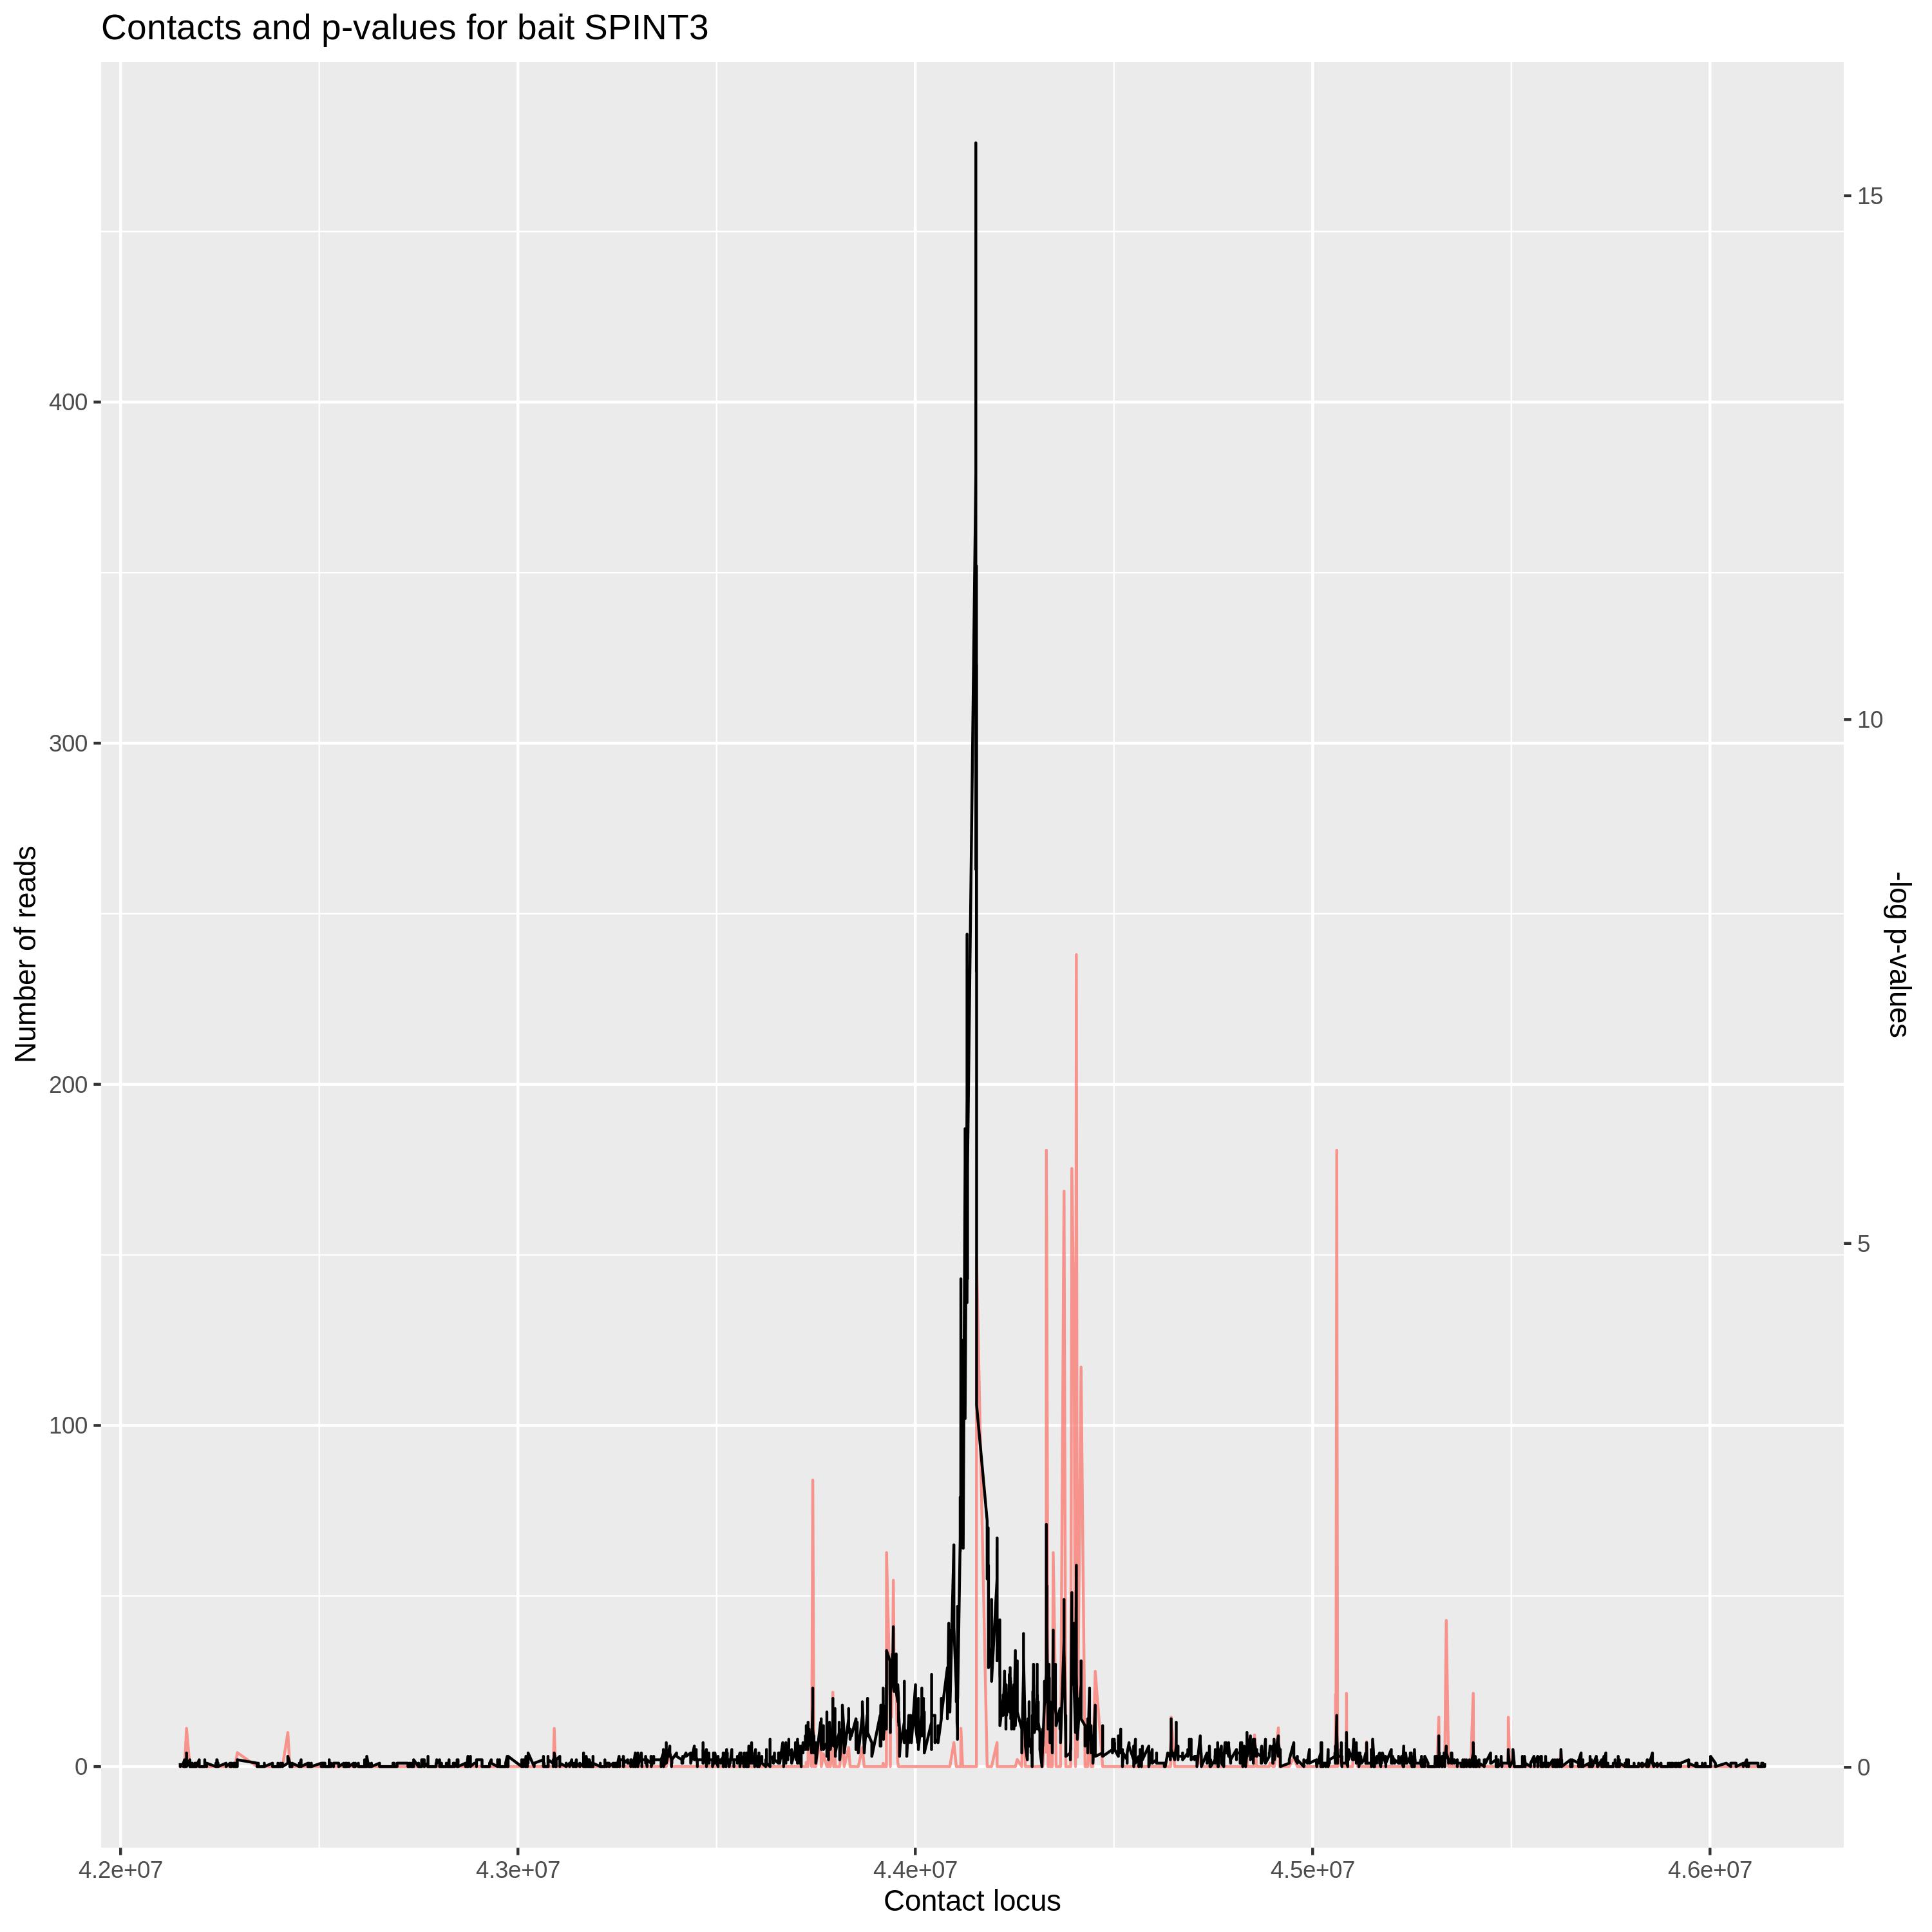 Contacts and p-values for bait SPINT3
400
300
200
100
0
Number of reads
15
10
5
0
-log p-values
4.2e+07
4.3e+07
4.4e+07
4.5e+07
4.6e+07
Contact locus